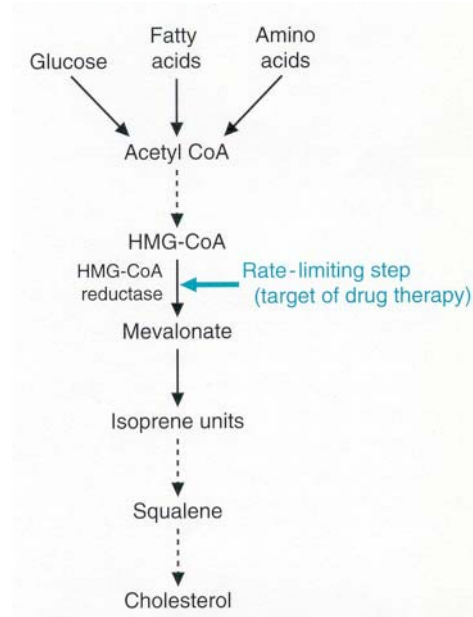 Glucose
Fatty
acids
Amino
acids
Acetyl CoA
HMG-CoA
HMG-CoA
reductase
Rate-limiting step
(target of drug therapy)
Mevalonate
Isoprene units
Squalene
Cholesterol